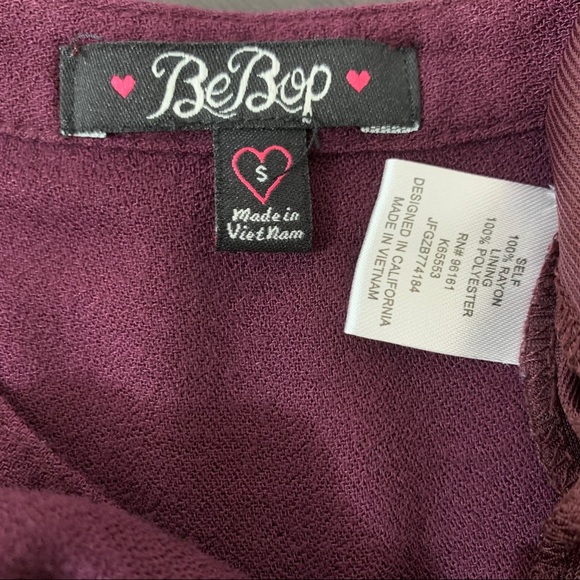 BeBop
S
Made in
VietNam
100% SELF
100% RAYON
LINING
100% POLYESTER
RN# 96161
K65553
JFGZB774184
DESIGNED IN CALIFORNIA
MADE IN VIETNAM